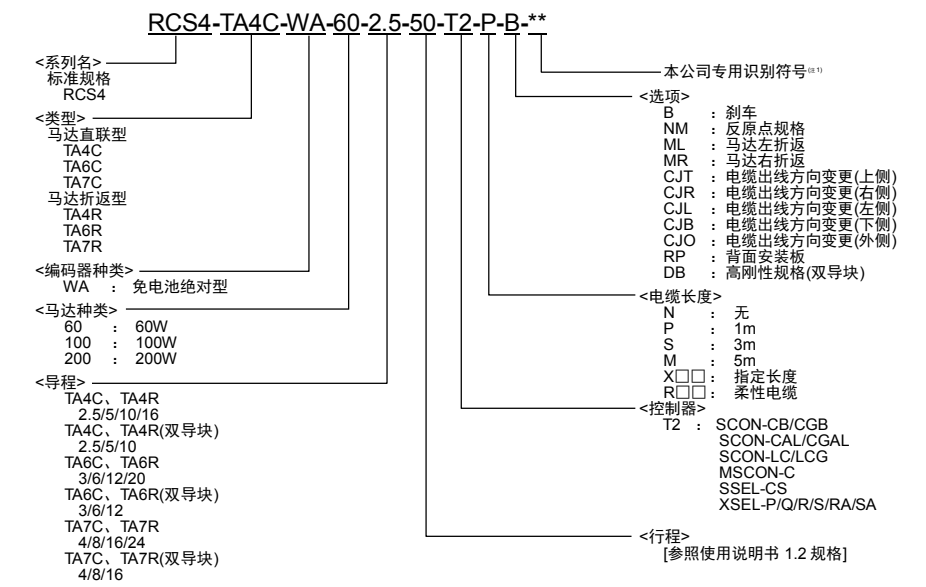 RCS4-TA4C-WA-60-2.5-50-T2-P-B-**
<系列名>
标准规格
RCS4
<类型>
马达直联型
TA4C
TA6C
TA7C
马达折返型
TA4R
TA6R
TA7R
<编码器种类>
WA : 免电池绝对型
<马达种类>
60 : 60W
100 : 100W
200 : 200W
<导程>
TA4C、TA4R
2.5/5/10/16
TA4C、TA4R(双导块)
2.5/5/10
TA6C、TA6R
3/6/12/20
TA6C、TA6R(双导块)
3/6/12
TA7C、TA7R
4/8/16/24
TA7C、TA7R(双导块)
4/8/16
本公司专用识别符号(注1)
<选项>
B : 刹车
NM : 反原点规格
ML : 马达左折返
MR : 马达右折返
CJT : 电缆出线方向变更(上侧)
CJR : 电缆出线方向变更(右侧)
CJL : 电缆出线方向变更(左侧)
CJB : 电缆出线方向变更(下侧)
CJO : 电缆出线方向变更(外侧)
RP : 背面安装板
DB : 高刚性规格(双导块)
<电缆长度>
N : 无
P : 1m
S : 3m
M : 5m
X□□ : 指定长度
R□□ : 柔性电缆
<控制器>
T2 : SCON-CB/CGB
SCON-CAL/CGAL
SCON-LC/LCG
MSCON-C
SSEL-CS
XSEL-P/Q/R/S/RA/SA
<行程>
[参照使用说明书 1.2 规格]